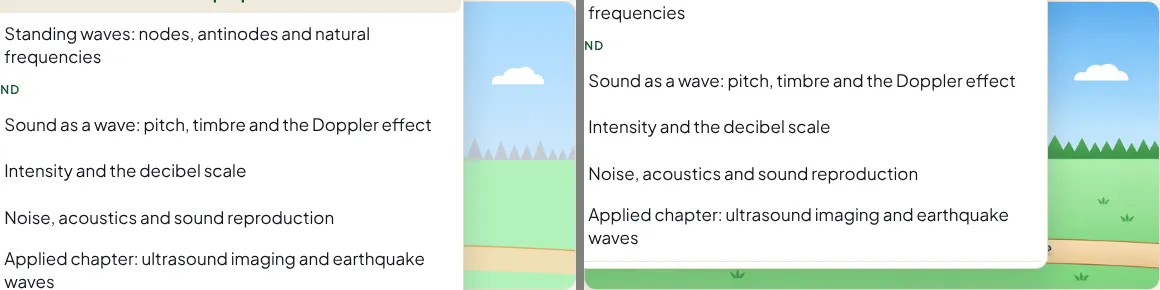 Standing waves: nodes, antinodes and natural
frequencies
ND
Sound as a wave: pitch, timbre and the Doppler effect
Intensity and the decibel scale
Noise, acoustics and sound reproduction
Applied chapter: ultrasound imaging and earthquake
waves
frequencies
ND
Sound as a wave: pitch, timbre and the Doppler effect
Intensity and the decibel scale
Noise, acoustics and sound reproduction
Applied chapter: ultrasound imaging and earthquake
waves